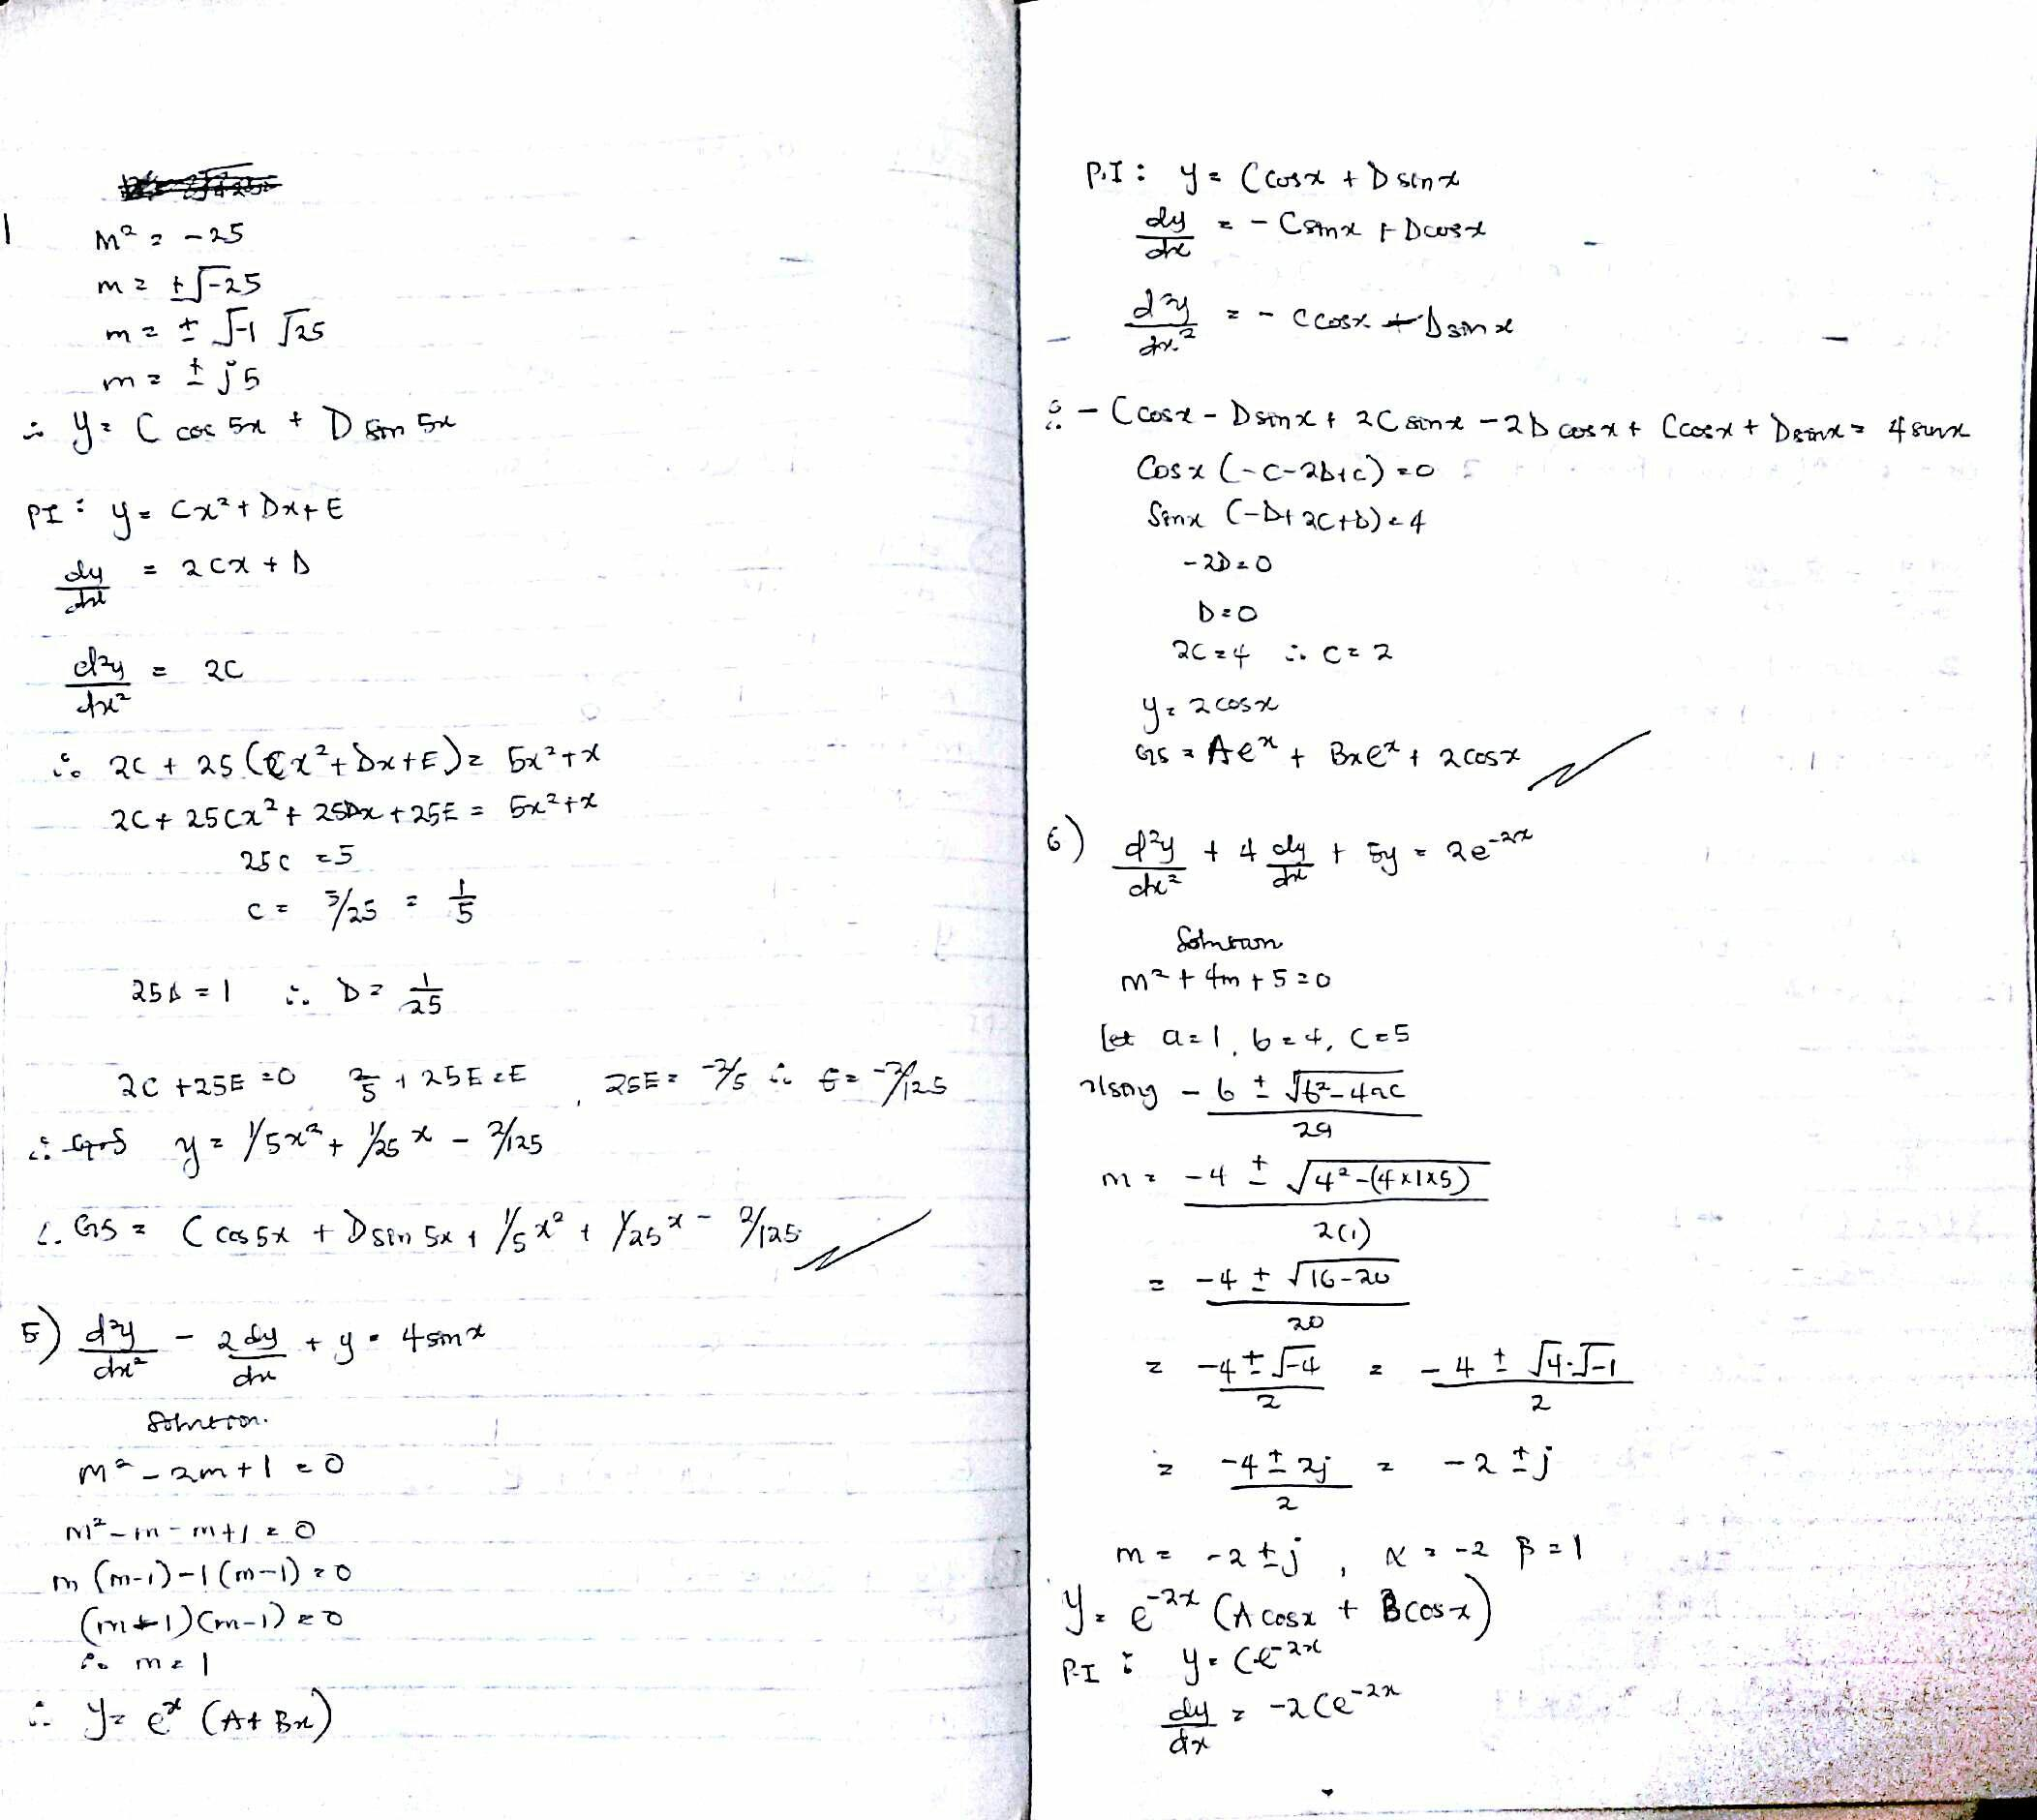 1
m² = -25
m = ±√-25
m = ± √-1 √25
m = ± j5
∴ y = C cos 5x + D sin 5x
PI : y = Cx² + Dx + E
dy/dx = 2Cx + D
d²y/dx² = 2C
∴ 2C + 25 (Cx² + Dx + E) = 5x² + x
2C + 25Cx² + 25Dx + 25E = 5x² + x
25C = 5
C = 5/25 = 1/5
25D = 1 ∴ D = 1/25
2C + 25E = 0 2/5 + 25E = E , 25E = -2/5 ∴ E = -2/125
∴ y = 1/5x² + 1/25 x - 2/125
∴ GS = C cos 5x + D sin 5x + 1/5 x² + 1/25 x - 2/125
5) d²y/dx² - 2dy/dx + y = 4 sin x
Solution.
m² - 2m + 1 = 0
m² - m - m + 1 = 0
m (m-1) - 1 (m-1) = 0
(m-1)(m-1) = 0
∴ m = 1
∴ y = eˣ (A + Bx)
P.I : y = C cos x + D sin x
dy/dx = - C sin x + D cos x
d²y/dx² = - C cos x - D sin x
∴ - C cos x - D sin x + 2C sin x - 2D cos x + C cos x + D sin x = 4 sin x
Cos x (-C - 2D + C) = 0
Sin x (-D + 2C + D) = 4
-2D = 0
D = 0
2C = 4 ∴ C = 2
y = 2 cos x
GS = Aeˣ + Bxeˣ + 2 cos x
6) d²y/dx² + 4 dy/dx + 5y = 2e⁻²ˣ
Solution
m² + 4m + 5 = 0
Let a = 1, b = 4, C = 5
Using -b ± √b² - 4ac / 2a
m = -4 ± √4² - (4x1x5) / 2(1)
= -4 ± √16 - 20 / 20
= -4 ± √-4 / 2 = -4 ± √4·√-1 / 2
= -4 ± 2j / 2 = -2 ± j
m = -2 ± j , α = -2 β = 1
y = e⁻²ˣ (A cos x + B cos x)
P.I : y = Ce⁻²ˣ
dy/dx = -2Ce⁻²ˣ